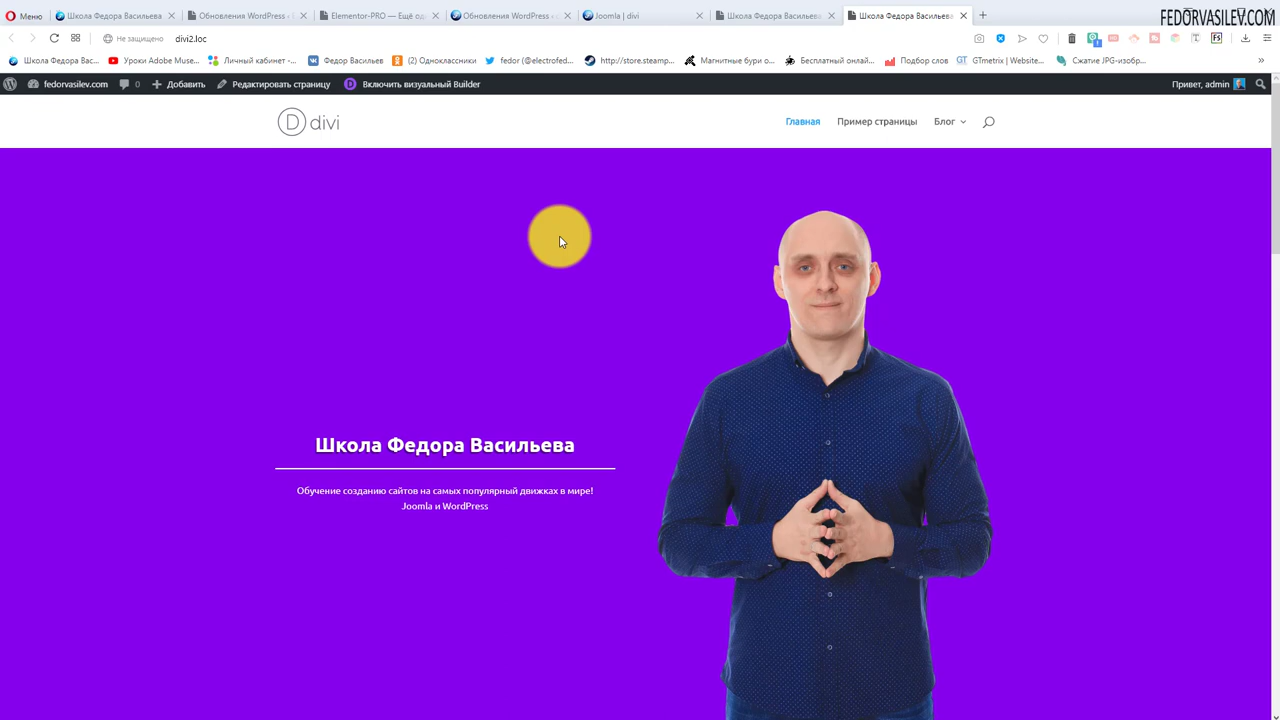 Меню
Школа Федора Васильева
Обновления WordPress
Elementor-PRO — Ещё од
Обновления WordPress ‹
Joomla | divi
Школа Федора Васильева
Школа Федора Васильева
FEDORVASILEV.COM
Не защищено
divi2.loc
Школа Федора Вас...
Уроки Adobe Muse...
Личный кабинет -...
Федор Васильев
(2) Одноклассники
fedor (@electrofed...
http://store.steamp...
Магнитные бури о...
Бесплатный онлай...
Подбор слов
GTmetrix | Website...
Сжатие JPG-изобр...
fedorvasilev.com
0
Добавить
Редактировать страницу
Включить визуальный Builder
Привет, admin
D divi
Главная
Пример страницы
Блог
Школа Федора Васильева
Обучение созданию сайтов на самых популярный движках в мире!
Joomla и WordPress